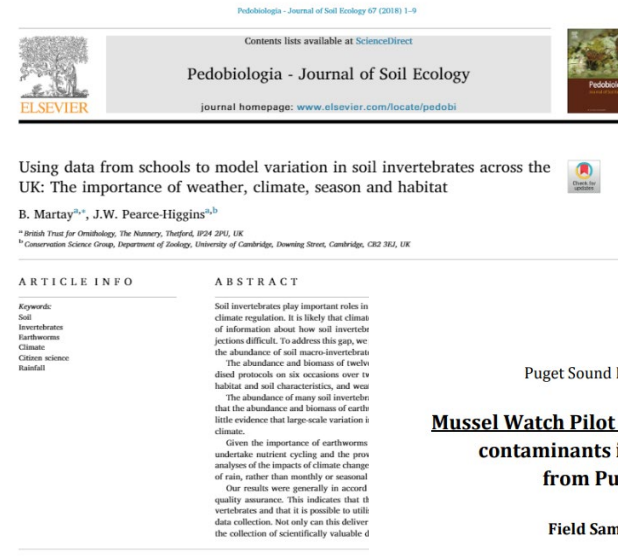 Pedobiologia - Journal of Soil Ecology 67 (2018) 1–9
Contents lists available at ScienceDirect
Pedobiologia - Journal of Soil Ecology
journal homepage: www.elsevier.com/locate/pedobi
ELSEVIER
Pedobiolo
Using data from schools to model variation in soil invertebrates across the
UK: The importance of weather, climate, season and habitat
Check for
updates
B. Martay a,*, J.W. Pearce-Higgins a,b
a British Trust for Ornithology, The Nunnery, Thetford, IP24 2PU, UK
b Conservation Science Group, Department of Zoology, University of Cambridge, Downing Street, Cambridge, CB2 3EJ, UK
ARTICLE INFO
Keywords:
Soil
Invertebrates
Earthworms
Climate
Citizen science
Rainfall
ABSTRACT
Soil invertebrates play important roles in
climate regulation. It is likely that climat
of information about how soil inverteb
jections difficult. To address this gap, we
the abundance of soil macro-invertebrat
The abundance and biomass of twelve
dised protocols on six occasions over tw
habitat and soil characteristics, and wea
The abundance of many soil invertebr
that the abundance and biomass of earth
little evidence that large-scale variation i
climate.
Given the importance of earthworms
undertake nutrient cycling and the prov
analyses of the impacts of climate change
of rain, rather than monthly or seasonal
Our results were generally in accord
quality assurance. This indicates that th
vertebrates and that it is possible to utili
data collection. Not only can this deliver
the collection of scientifically valuable d
Puget Sound
Mussel Watch Pilot
contaminants i
from Pu
Field Sam